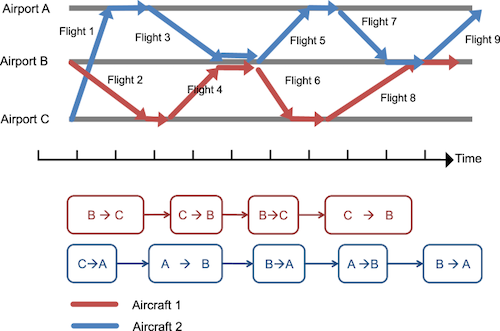 Airport A
Flight 1
Flight 3
Flight 5
Flight 7
Flight 9
Airport B
Flight 2
Flight 4
Flight 6
Flight 8
Airport C
Time
B → C
C → B
B→C
C → B
C→A
A → B
B→A
A→B
B → A
Aircraft 1
Aircraft 2